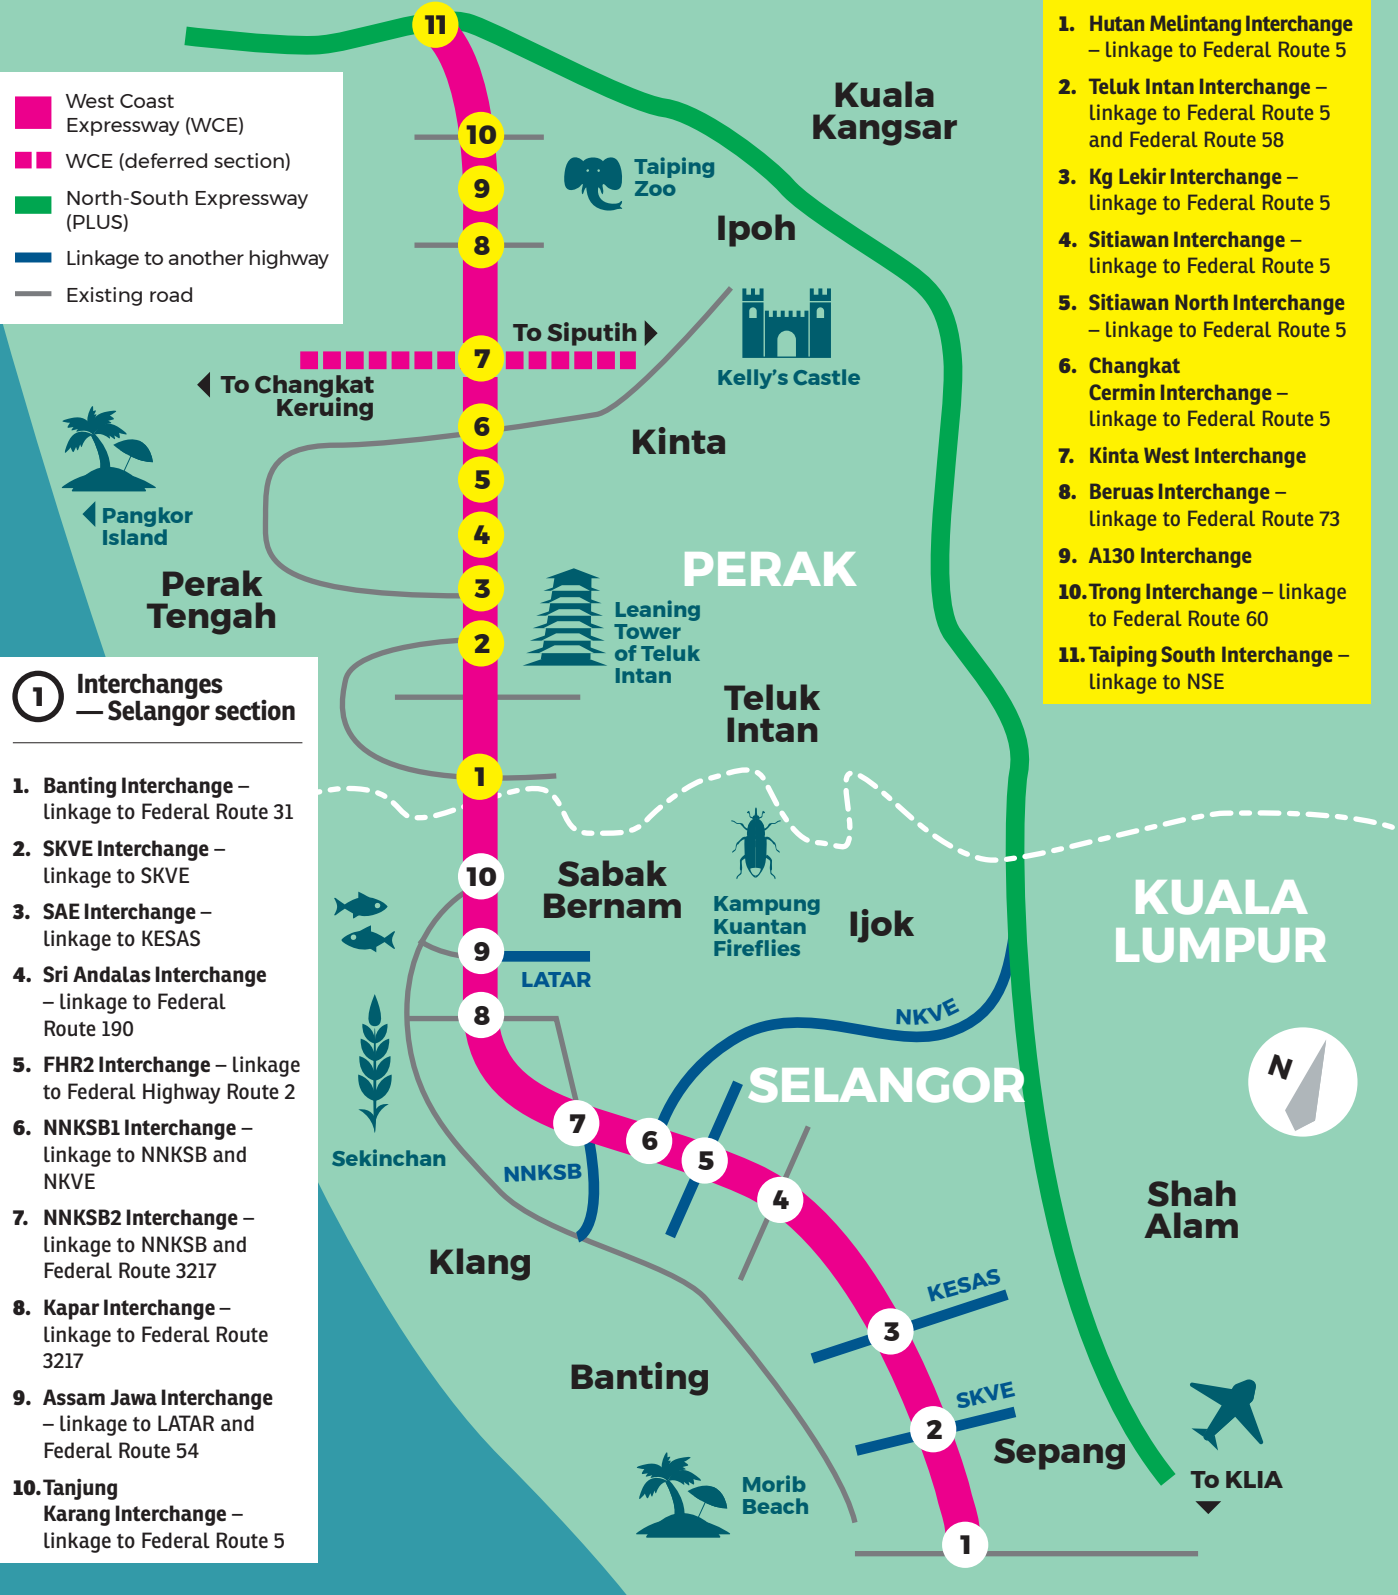 West Coast
Expressway (WCE)
WCE (deferred section)
North-South Expressway
(PLUS)
Linkage to another highway
Existing road
1. Hutan Melintang Interchange
– linkage to Federal Route 5
2. Teluk Intan Interchange –
linkage to Federal Route 5
and Federal Route 58
3. Kg Lekir Interchange –
linkage to Federal Route 5
4. Sitiawan Interchange –
linkage to Federal Route 5
5. Sitiawan North Interchange
– linkage to Federal Route 5
6. Changkat
Cermin Interchange –
linkage to Federal Route 5
7. Kinta West Interchange
8. Beruas Interchange –
linkage to Federal Route 73
9. A130 Interchange
10. Trong Interchange – linkage
to Federal Route 60
11. Taiping South Interchange –
linkage to NSE
11
10
9
8
7
6
5
4
3
2
1
Kuala
Kangsar
Taiping
Zoo
Ipoh
To Siputih
To Changkat
Keruing
Kelly's Castle
Kinta
Pangkor
Island
Perak
Tengah
PERAK
Leaning
Tower
of Teluk
Intan
Teluk
Intan
1
Interchanges
— Selangor section
1. Banting Interchange –
linkage to Federal Route 31
2. SKVE Interchange –
linkage to SKVE
3. SAE Interchange –
linkage to KESAS
4. Sri Andalas Interchange
– linkage to Federal
Route 190
5. FHR2 Interchange – linkage
to Federal Highway Route 2
6. NNKSB1 Interchange –
linkage to NNKSB and
NKVE
7. NNKSB2 Interchange –
linkage to NNKSB and
Federal Route 3217
8. Kapar Interchange –
linkage to Federal Route
3217
9. Assam Jawa Interchange
– linkage to LATAR and
Federal Route 54
10. Tanjung
Karang Interchange –
linkage to Federal Route 5
10
9
8
7
6
5
4
3
2
1
Sabak
Bernam
Kampung
Kuantan
Fireflies
Ijok
KUALA
LUMPUR
LATAR
NKVE
SELANGOR
N
Sekinchan
NNKSB
Shah
Alam
Klang
KESAS
Banting
SKVE
Sepang
Morib
Beach
To KLIA